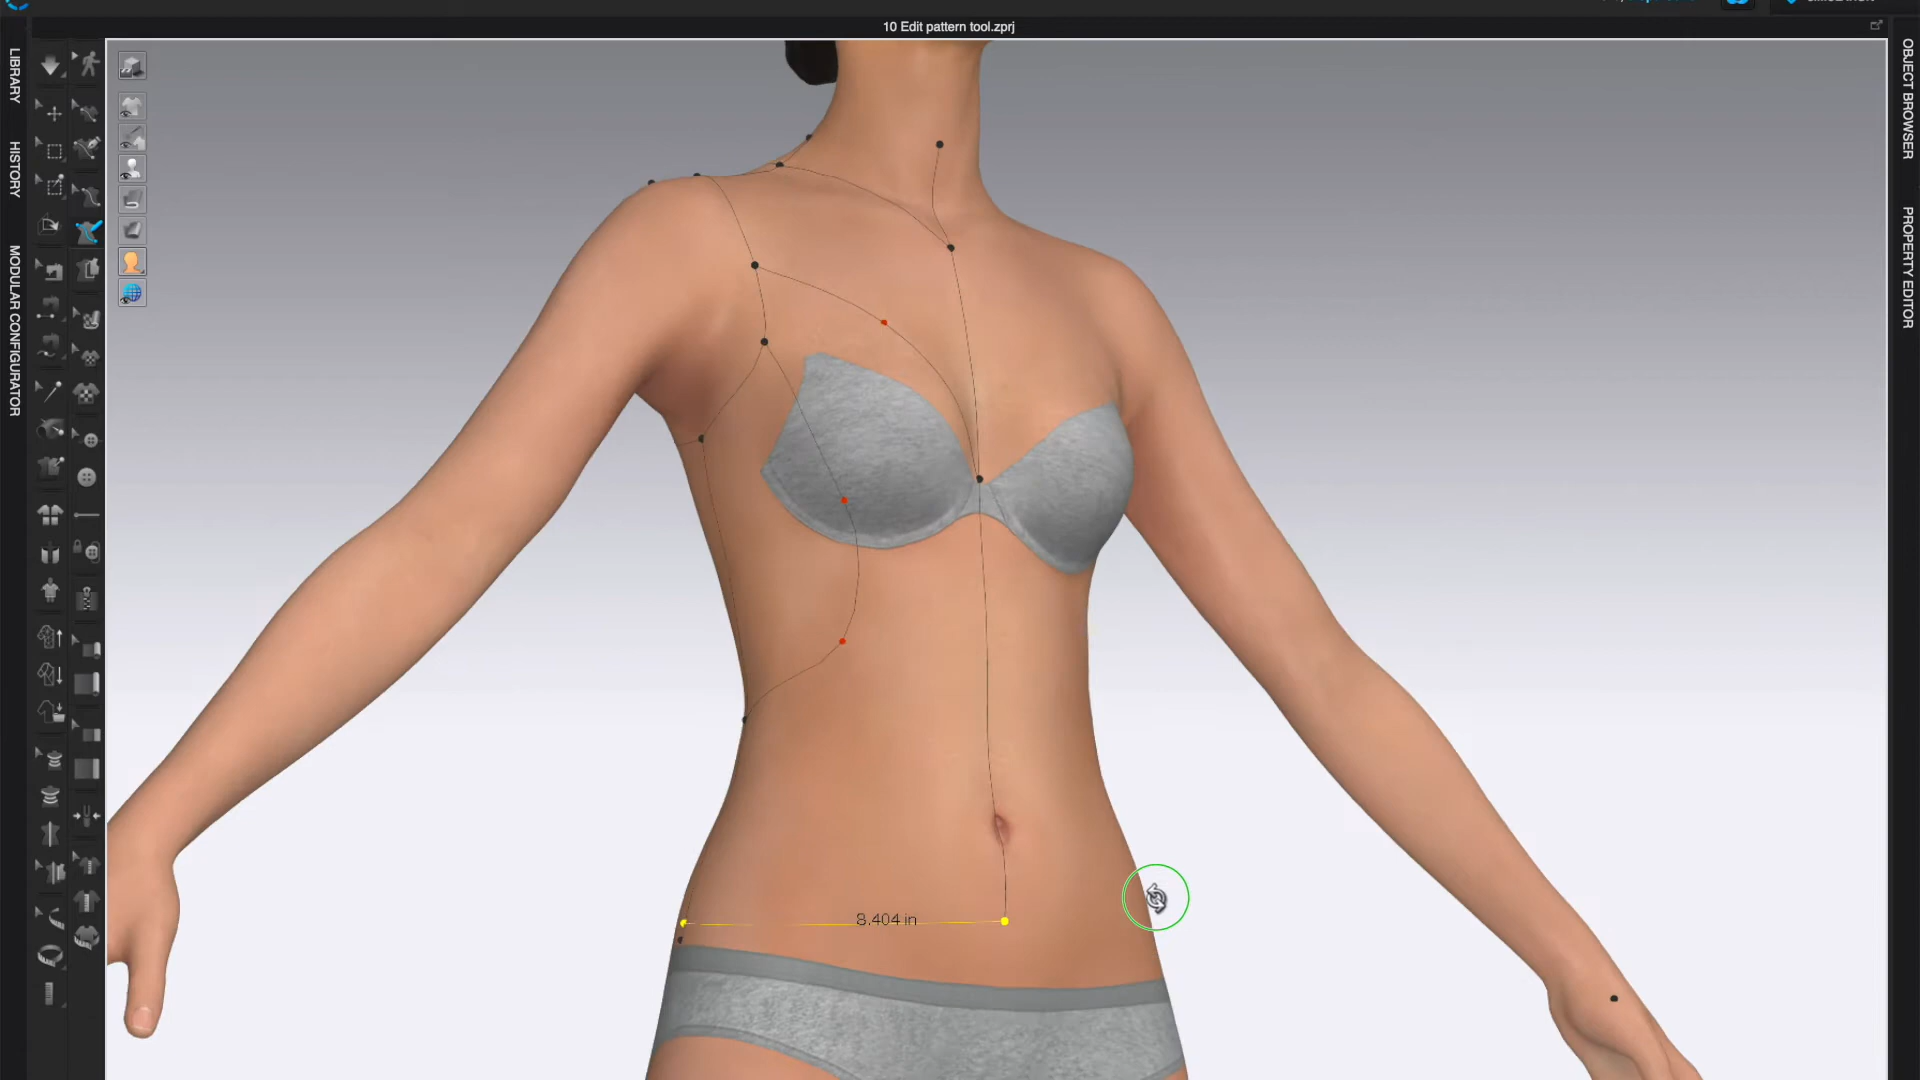 10 Edit pattern tool.zprj
LIBRARY
HISTORY
MODULAR CONFIGURATOR
OBJECT BROWSER
PROPERTY EDITOR
8.404 in